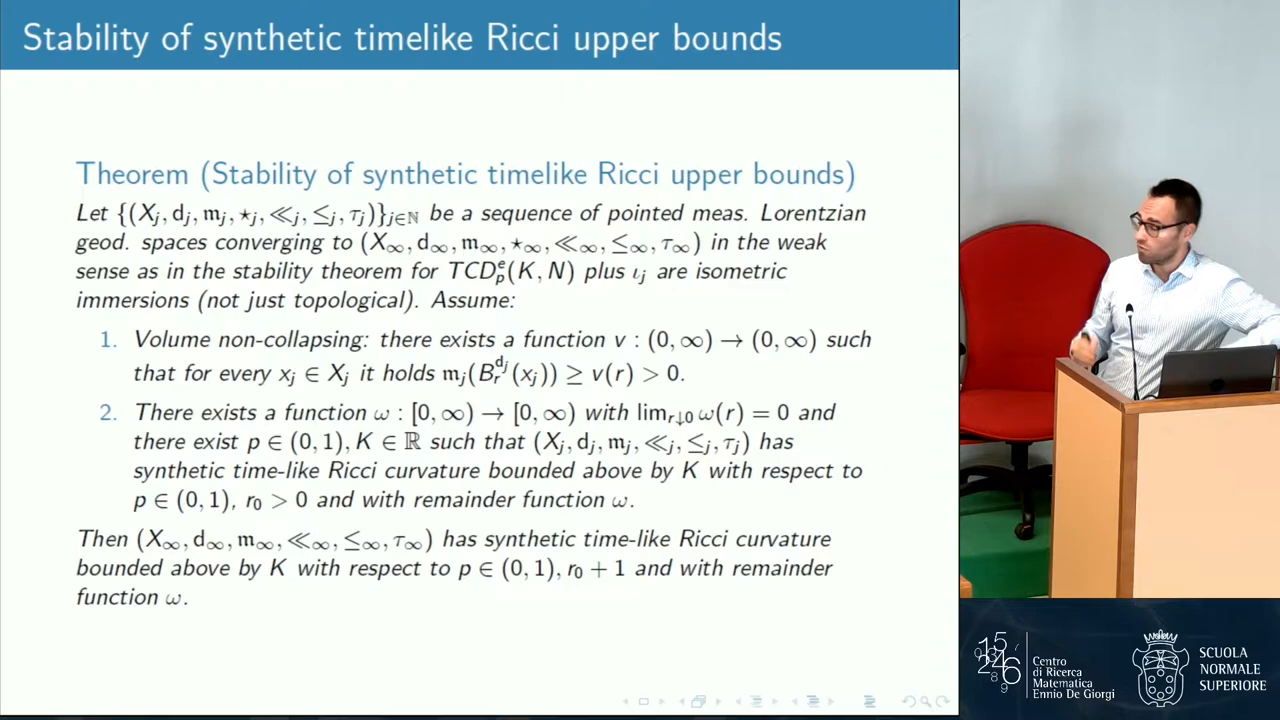 Stability of synthetic timelike Ricci upper bounds
Theorem (Stability of synthetic timelike Ricci upper bounds)
Let {(X_j, d_j, 𝔪_j, ⋆_j, ≪_j, ≤_j, τ_j)}_{j∈ℕ} be a sequence of pointed meas. Lorentzian
geod. spaces converging to (X_∞, d_∞, 𝔪_∞, ⋆_∞, ≪_∞, ≤_∞, τ_∞) in the weak
sense as in the stability theorem for TCD^e_p(K, N) plus ι_j are isometric
immersions (not just topological). Assume:
1. Volume non-collapsing: there exists a function v : (0, ∞) → (0, ∞) such
that for every x_j ∈ X_j it holds 𝔪_j(B^{d_j}_r(x_j)) ≥ v(r) > 0.
2. There exists a function ω : [0, ∞) → [0, ∞) with lim_{r↓0} ω(r) = 0 and
there exist p ∈ (0, 1), K ∈ ℝ such that (X_j, d_j, 𝔪_j, ≪_j, ≤_j, τ_j) has
synthetic time-like Ricci curvature bounded above by K with respect to
p ∈ (0, 1), r_0 > 0 and with remainder function ω.
Then (X_∞, d_∞, 𝔪_∞, ≪_∞, ≤_∞, τ_∞) has synthetic time-like Ricci curvature
bounded above by K with respect to p ∈ (0, 1), r_0 + 1 and with remainder
function ω.
Centro
di Ricerca
Matematica
Ennio De Giorgi
SCUOLA
NORMALE
SUPERIORE